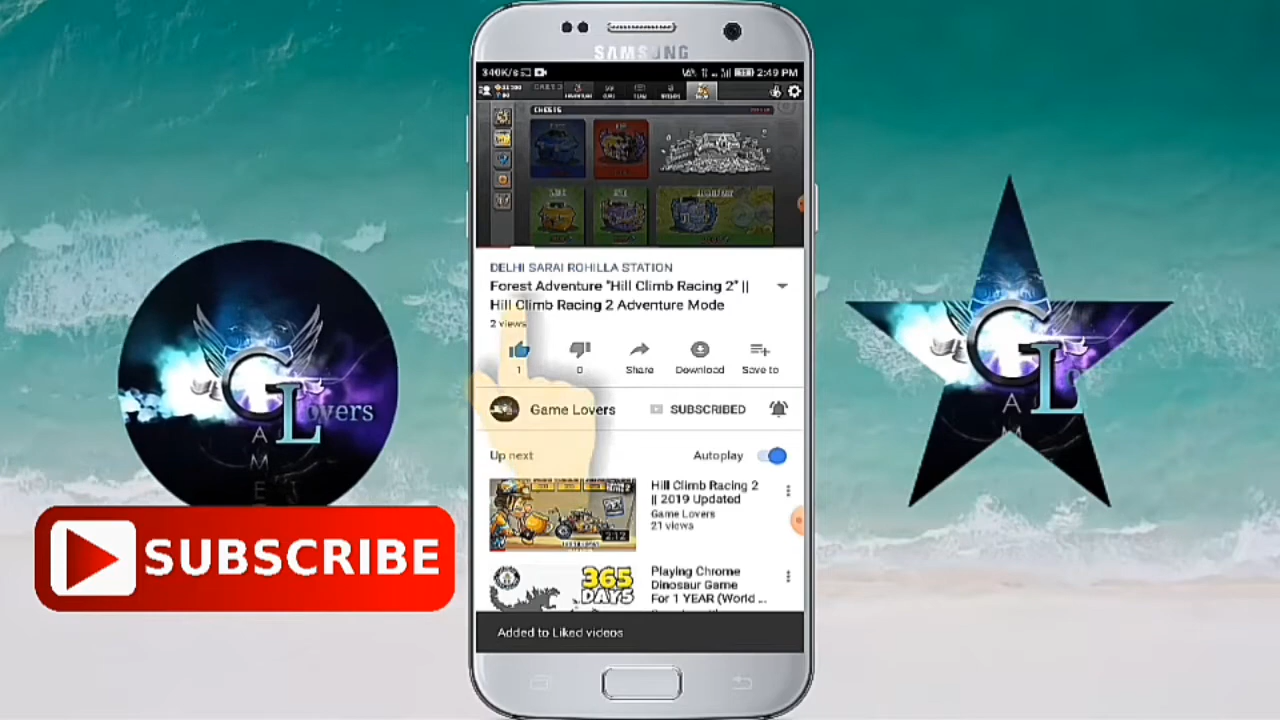 SAMSUNG
340K/s
2:49 PM
CHESTS
DELHI SARAI ROHILLA STATION
Forest Adventure "Hill Climb Racing 2" ||
Hill Climb Racing 2 Adventure Mode
2 views
1
0
Share
Download
Save to
Game Lovers
SUBSCRIBED
Up next
Autoplay
Hill Climb Racing 2
|| 2019 Updated
Game Lovers
21 views
2:12
365
DAYS
Playing Chrome
Dinosaur Game
For 1 YEAR (World ...
Added to Liked videos
G
Lovers
A
M
E
SUBSCRIBE
G
L
A